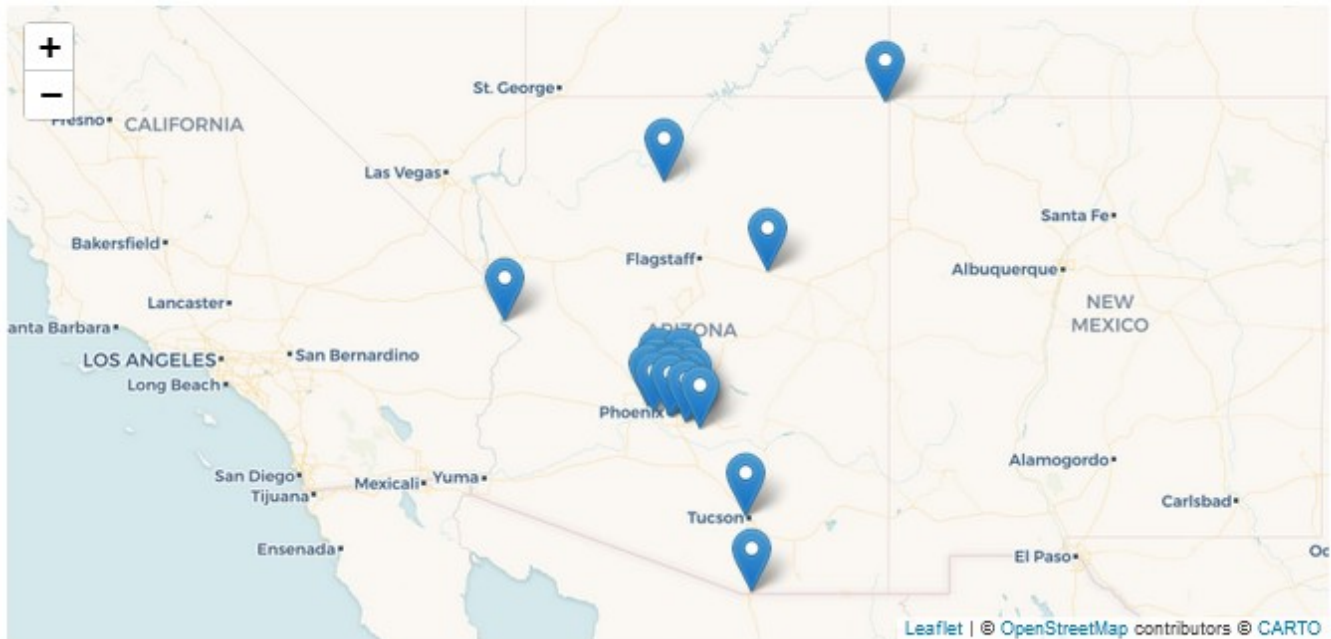 +
−
St. George
Fresno
CALIFORNIA
Las Vegas
Santa Fe
Bakersfield
Flagstaff
Albuquerque
Lancaster
NEW
MEXICO
anta Barbara
ARIZONA
LOS ANGELES
San Bernardino
Long Beach
Phoenix
San Diego
Mexicali
Yuma
Alamogordo
Tijuana
Carlsbad
Tucson
Ensenada
El Paso
Leaflet | © OpenStreetMap contributors © CARTO